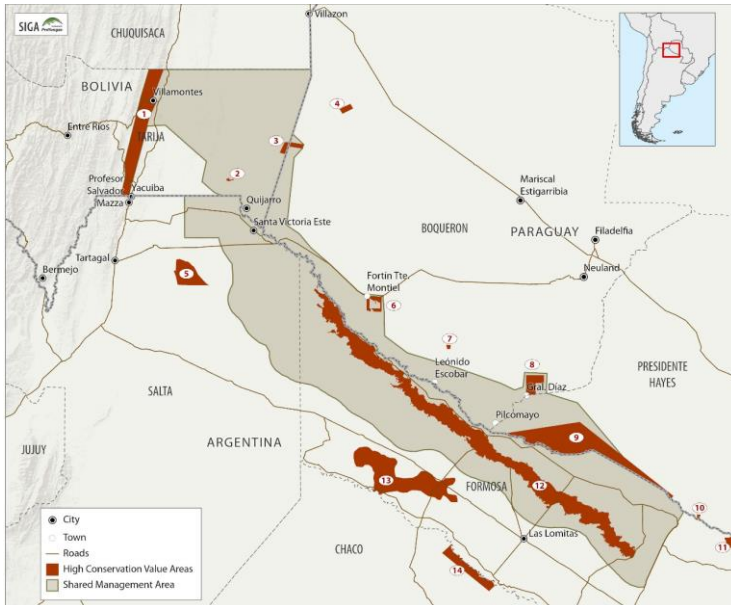 SIGA
ProYungas
CHUQUISACA
Villazon
BOLIVIA
Villamontes
1
4
Entre Ríos
TARIJA
3
Profesor
Salvador
Mazza
Yacuiba
2
Quijarro
Mariscal
Estigarribia
Santa Victoria Este
BOQUERON
PARAGUAY
Filadelfia
Tartagal
Bermejo
5
Fortín Tte.
Montiel
6
Neuland
7
Leónido
Escobar
8
Gral. Díaz
PRESIDENTE
HAYES
SALTA
Pilcomayo
9
JUJUY
ARGENTINA
13
FORMOSA
12
10
Las Lomitas
11
CHACO
14
City
Town
Roads
High Conservation Value Areas
Shared Management Area